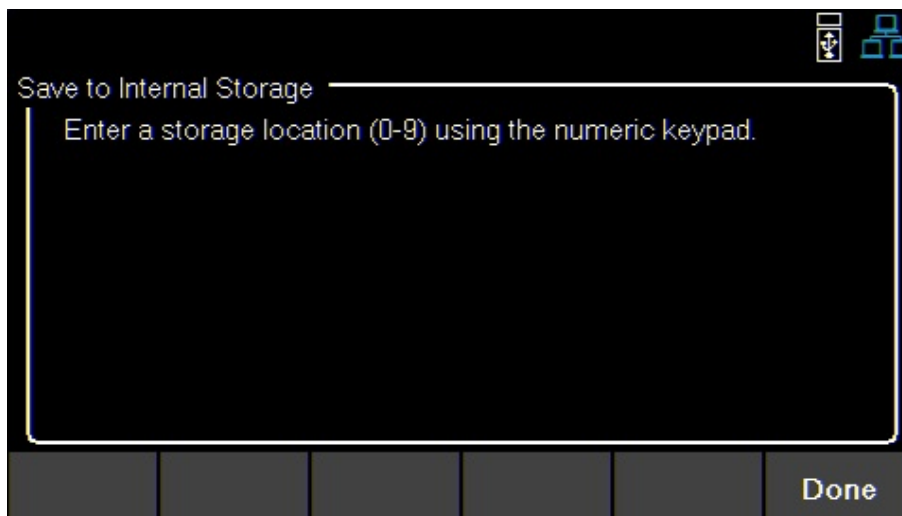 Save to Internal Storage
Enter a storage location (0-9) using the numeric keypad.
Done